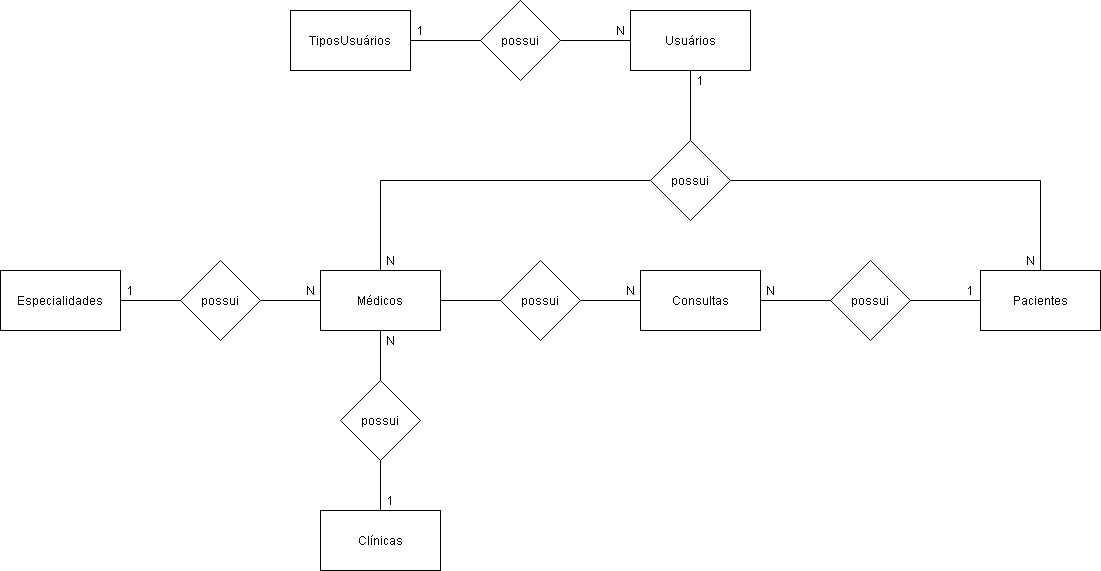 TiposUsuários
1
possui
N
Usuários
1
possui
N
N
Especialidades
1
possui
N
Médicos
possui
N
Consultas
N
possui
1
Pacientes
N
possui
1
Clínicas